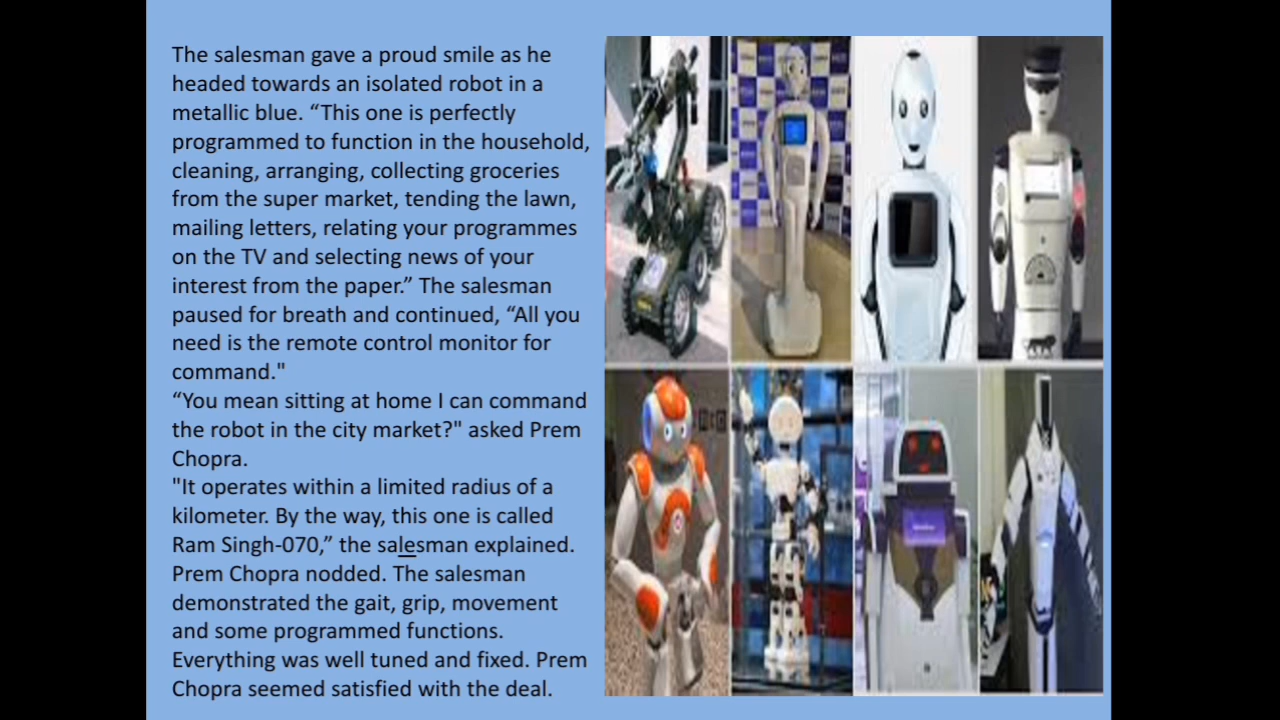 The salesman gave a proud smile as he
headed towards an isolated robot in a
metallic blue. “This one is perfectly
programmed to function in the household,
cleaning, arranging, collecting groceries
from the super market, tending the lawn,
mailing letters, relating your programmes
on the TV and selecting news of your
interest from the paper.” The salesman
paused for breath and continued, “All you
need is the remote control monitor for
command."
“You mean sitting at home I can command
the robot in the city market?" asked Prem
Chopra.
"It operates within a limited radius of a
kilometer. By the way, this one is called
Ram Singh-070,” the salesman explained.
Prem Chopra nodded. The salesman
demonstrated the gait, grip, movement
and some programmed functions.
Everything was well tuned and fixed. Prem
Chopra seemed satisfied with the deal.